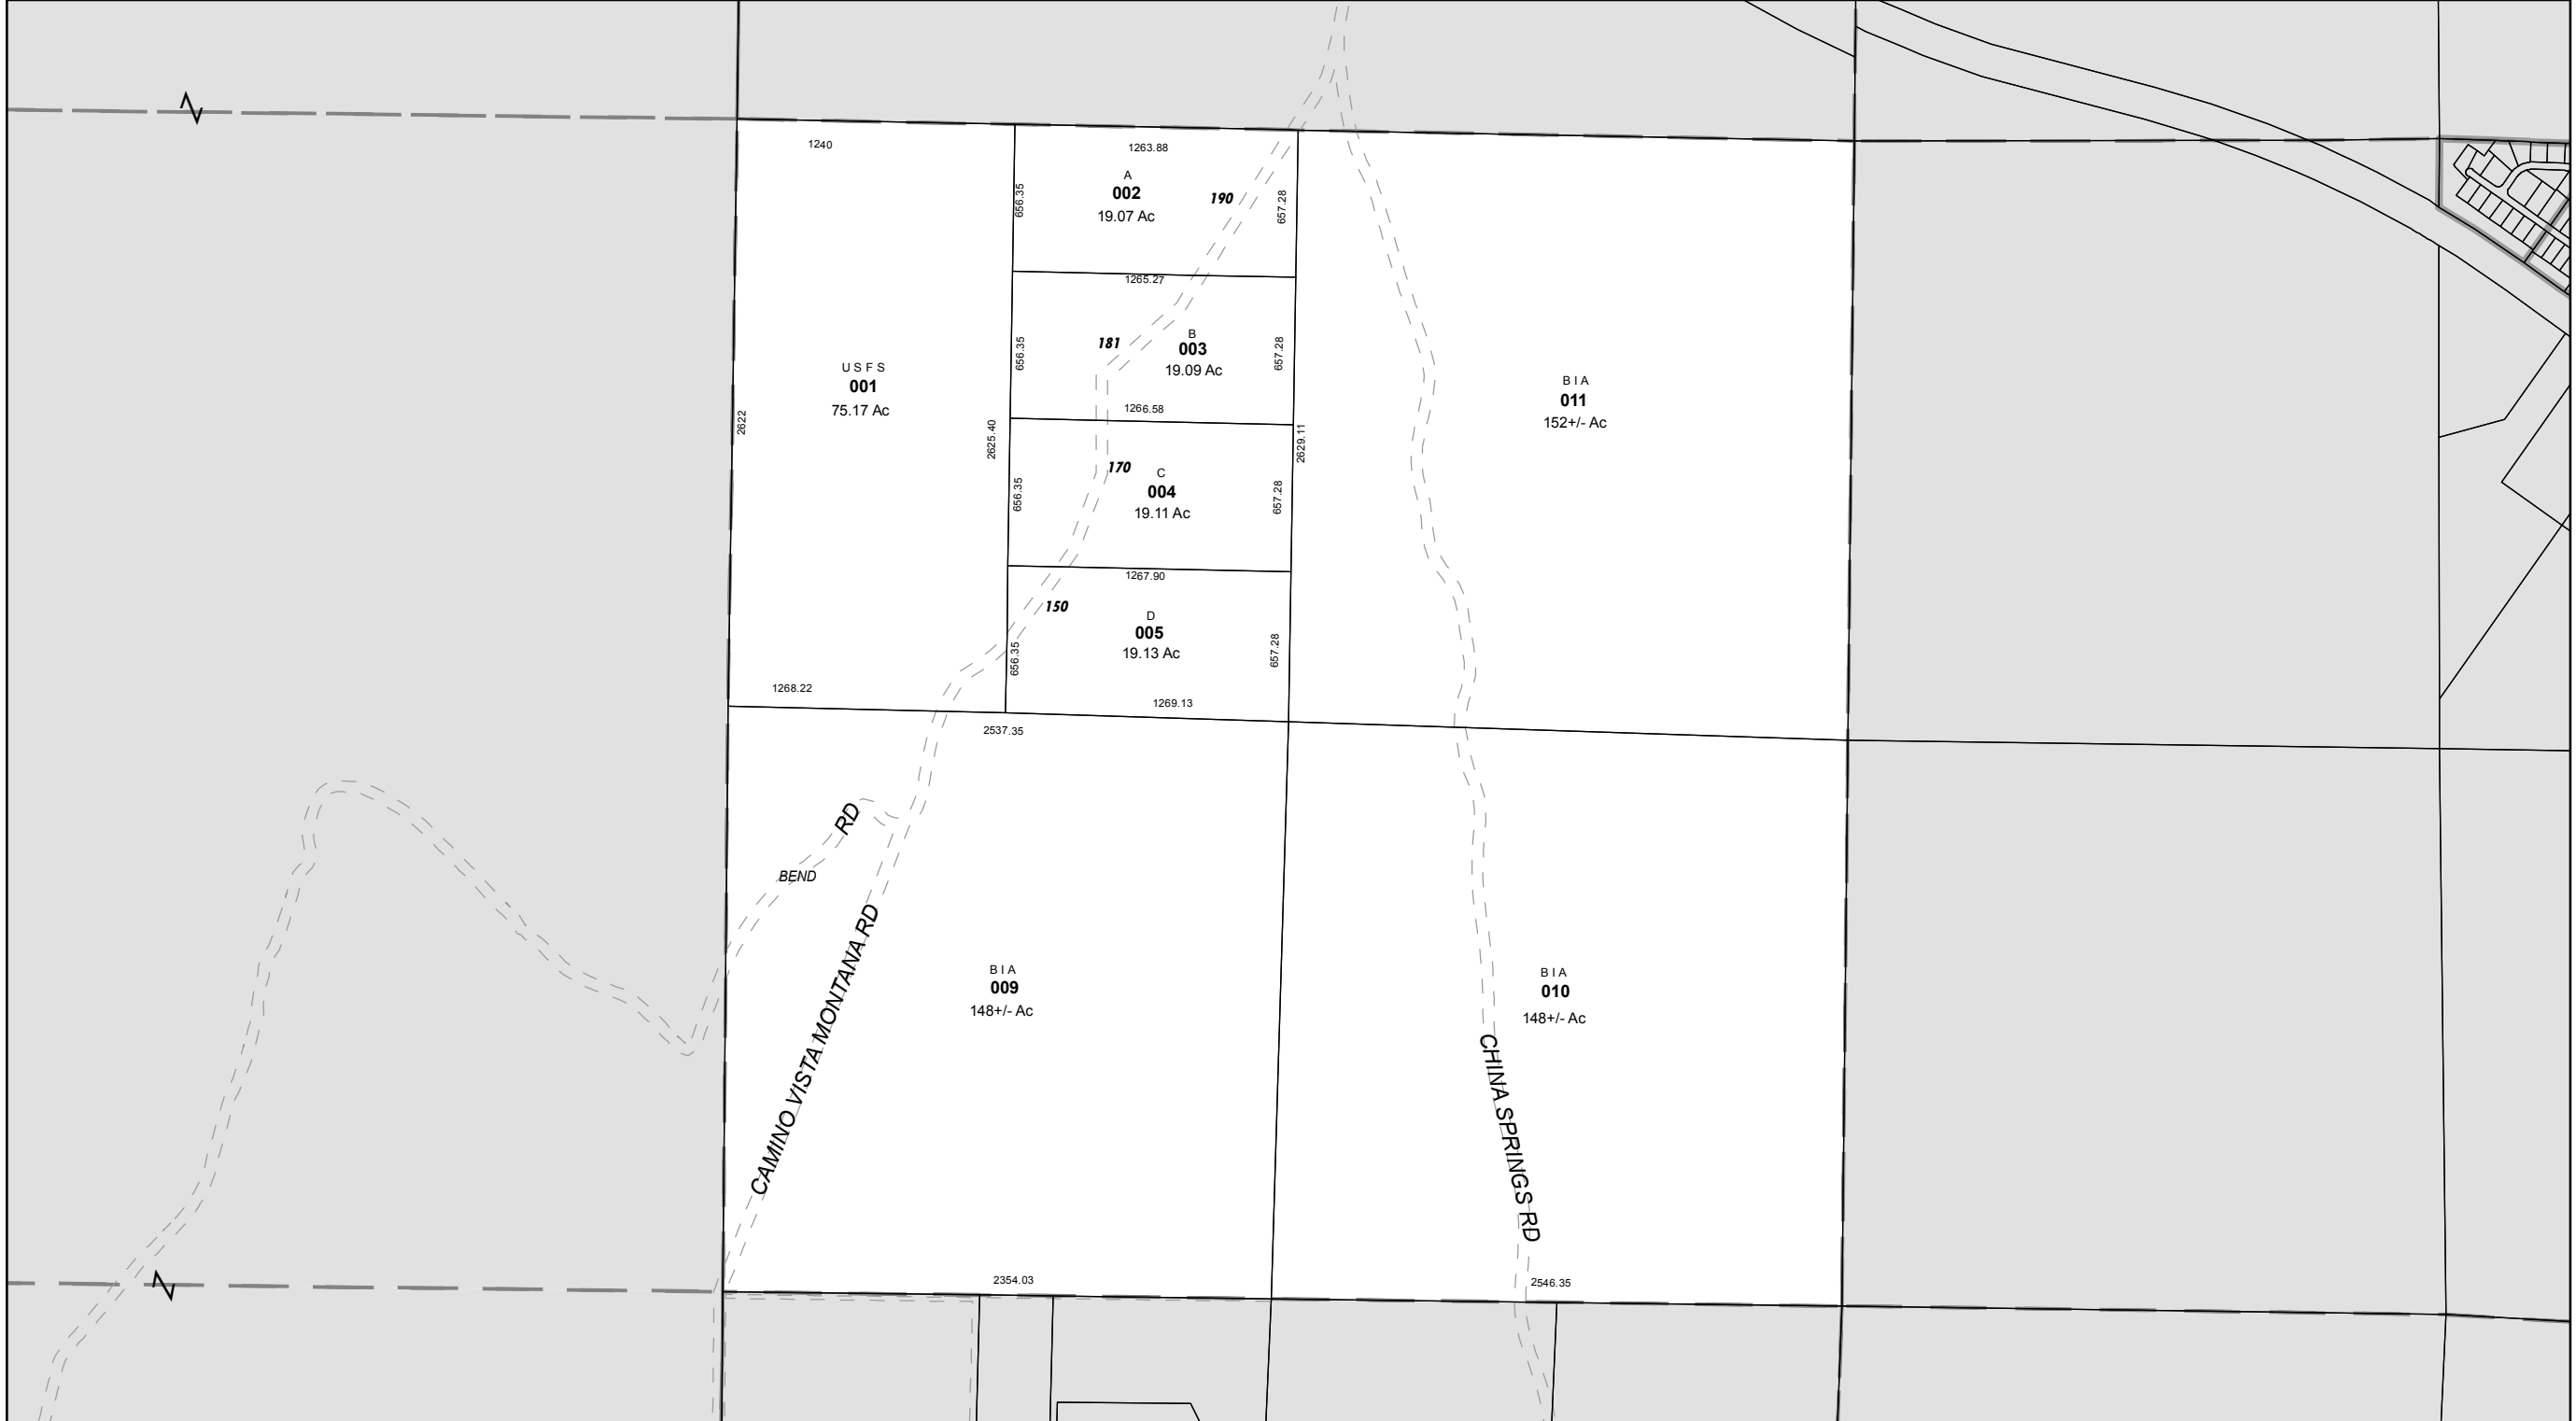 1240
1263.88
A
002
19.07 Ac
190
656.35
657.28
1265.27
181
B
003
19.09 Ac
656.35
657.28
U S F S
001
75.17 Ac
B I A
011
152+/- Ac
1266.58
2622
2625.40
2629.11
170
C
004
19.11 Ac
656.35
657.28
1267.90
150
D
005
19.13 Ac
656.35
657.28
1268.22
1269.13
2537.35
RD
BEND
CAMINO VISTA MONTANA RD
B I A
009
148+/- Ac
B I A
010
148+/- Ac
CHINA SPRINGS RD
2354.03
2546.35